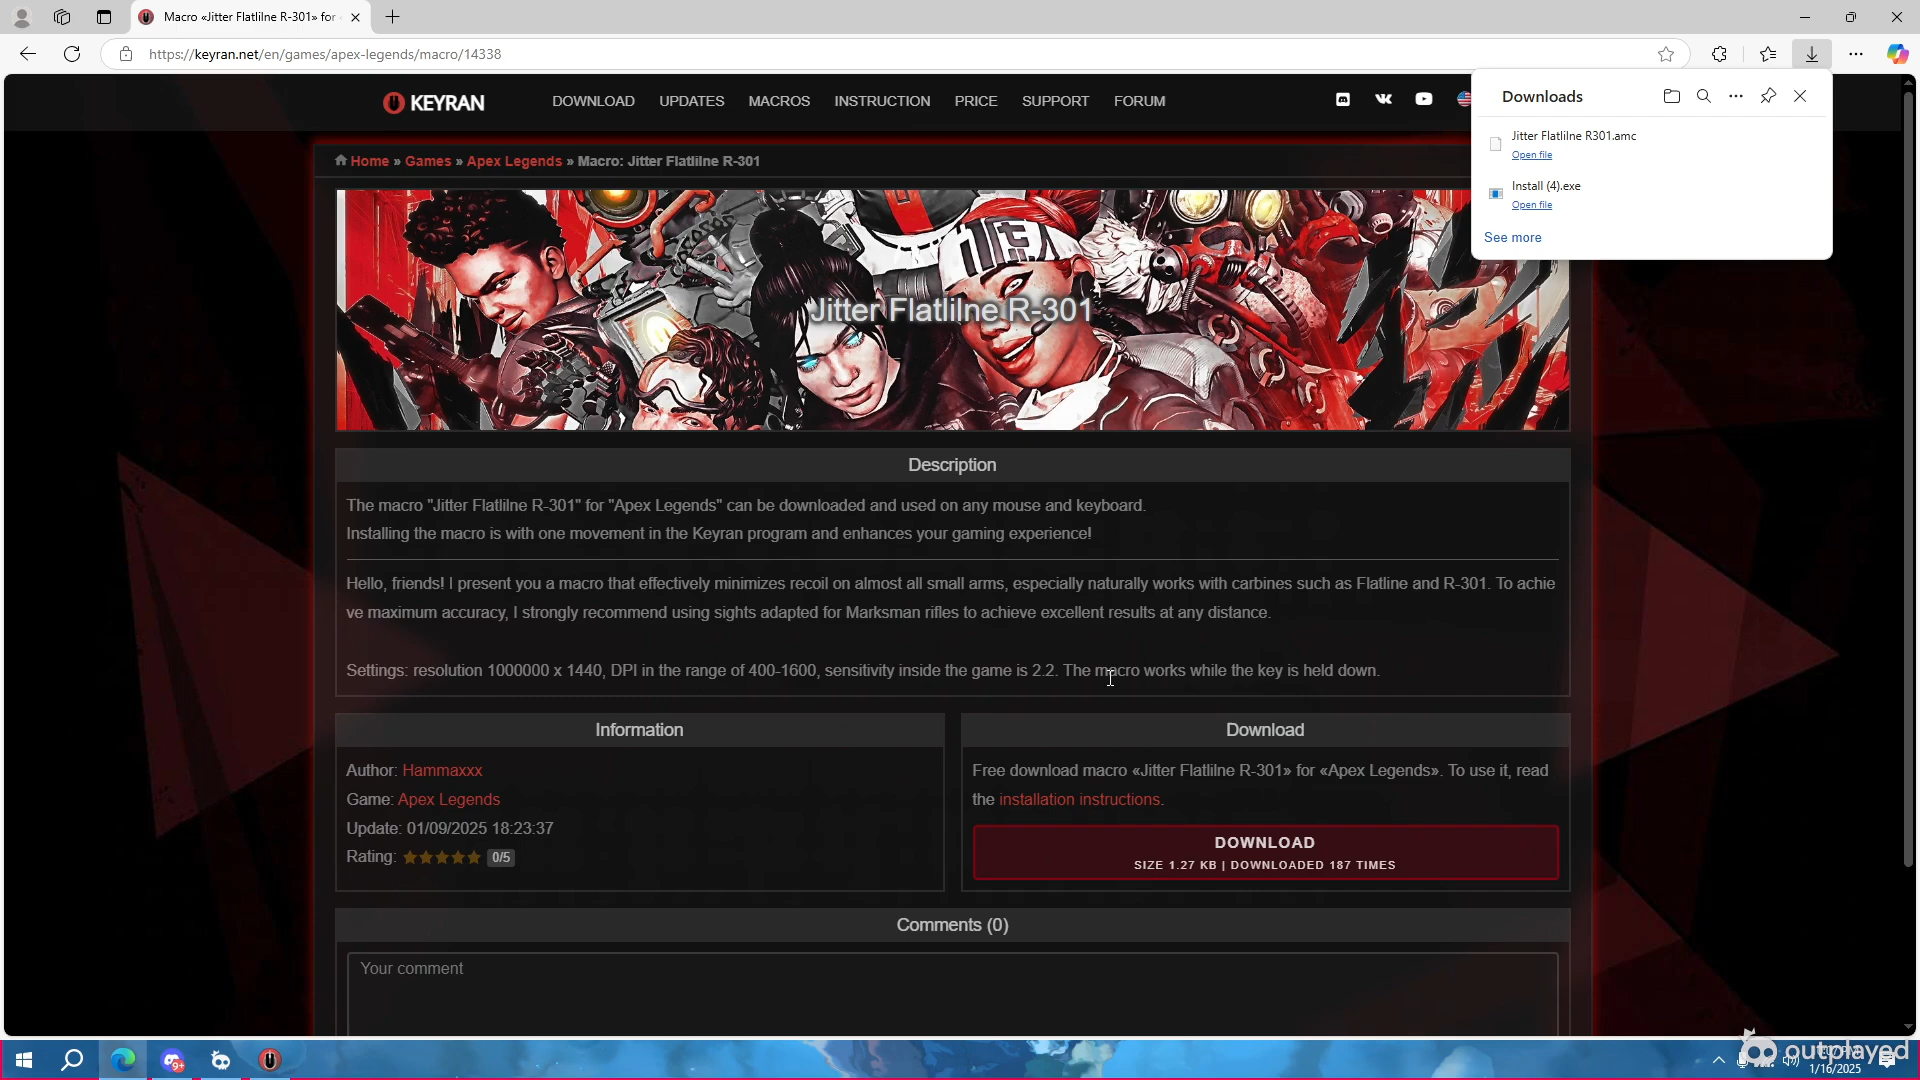 Macro «Jitter Flatlilne R-301» for
https://keyran.net/en/games/apex-legends/macro/14338
KEYRAN
DOWNLOAD UPDATES MACROS INSTRUCTION PRICE SUPPORT FORUM
Downloads
Jitter Flatlilne R301.amc
Open file
Install (4).exe
Open file
See more
Home » Games » Apex Legends » Macro: Jitter Flatlilne R-301
Jitter Flatlilne R-301
Description
The macro "Jitter Flatlilne R-301" for "Apex Legends" can be downloaded and used on any mouse and keyboard.
Installing the macro is with one movement in the Keyran program and enhances your gaming experience!
Hello, friends! I present you a macro that effectively minimizes recoil on almost all small arms, especially naturally works with carbines such as Flatline and R-301. To achie
ve maximum accuracy, I strongly recommend using sights adapted for Marksman rifles to achieve excellent results at any distance.
Settings: resolution 1000000 x 1440, DPI in the range of 400-1600, sensitivity inside the game is 2.2. The macro works while the key is held down.
Information
Author: Hammaxxx
Game: Apex Legends
Update: 01/09/2025 18:23:37
Rating: 0/5
Download
Free download macro «Jitter Flatlilne R-301» for «Apex Legends». To use it, read
the installation instructions.
DOWNLOAD
SIZE 1.27 KB | DOWNLOADED 187 TIMES
Comments (0)
Your comment
9+
outplayed
1/16/2025